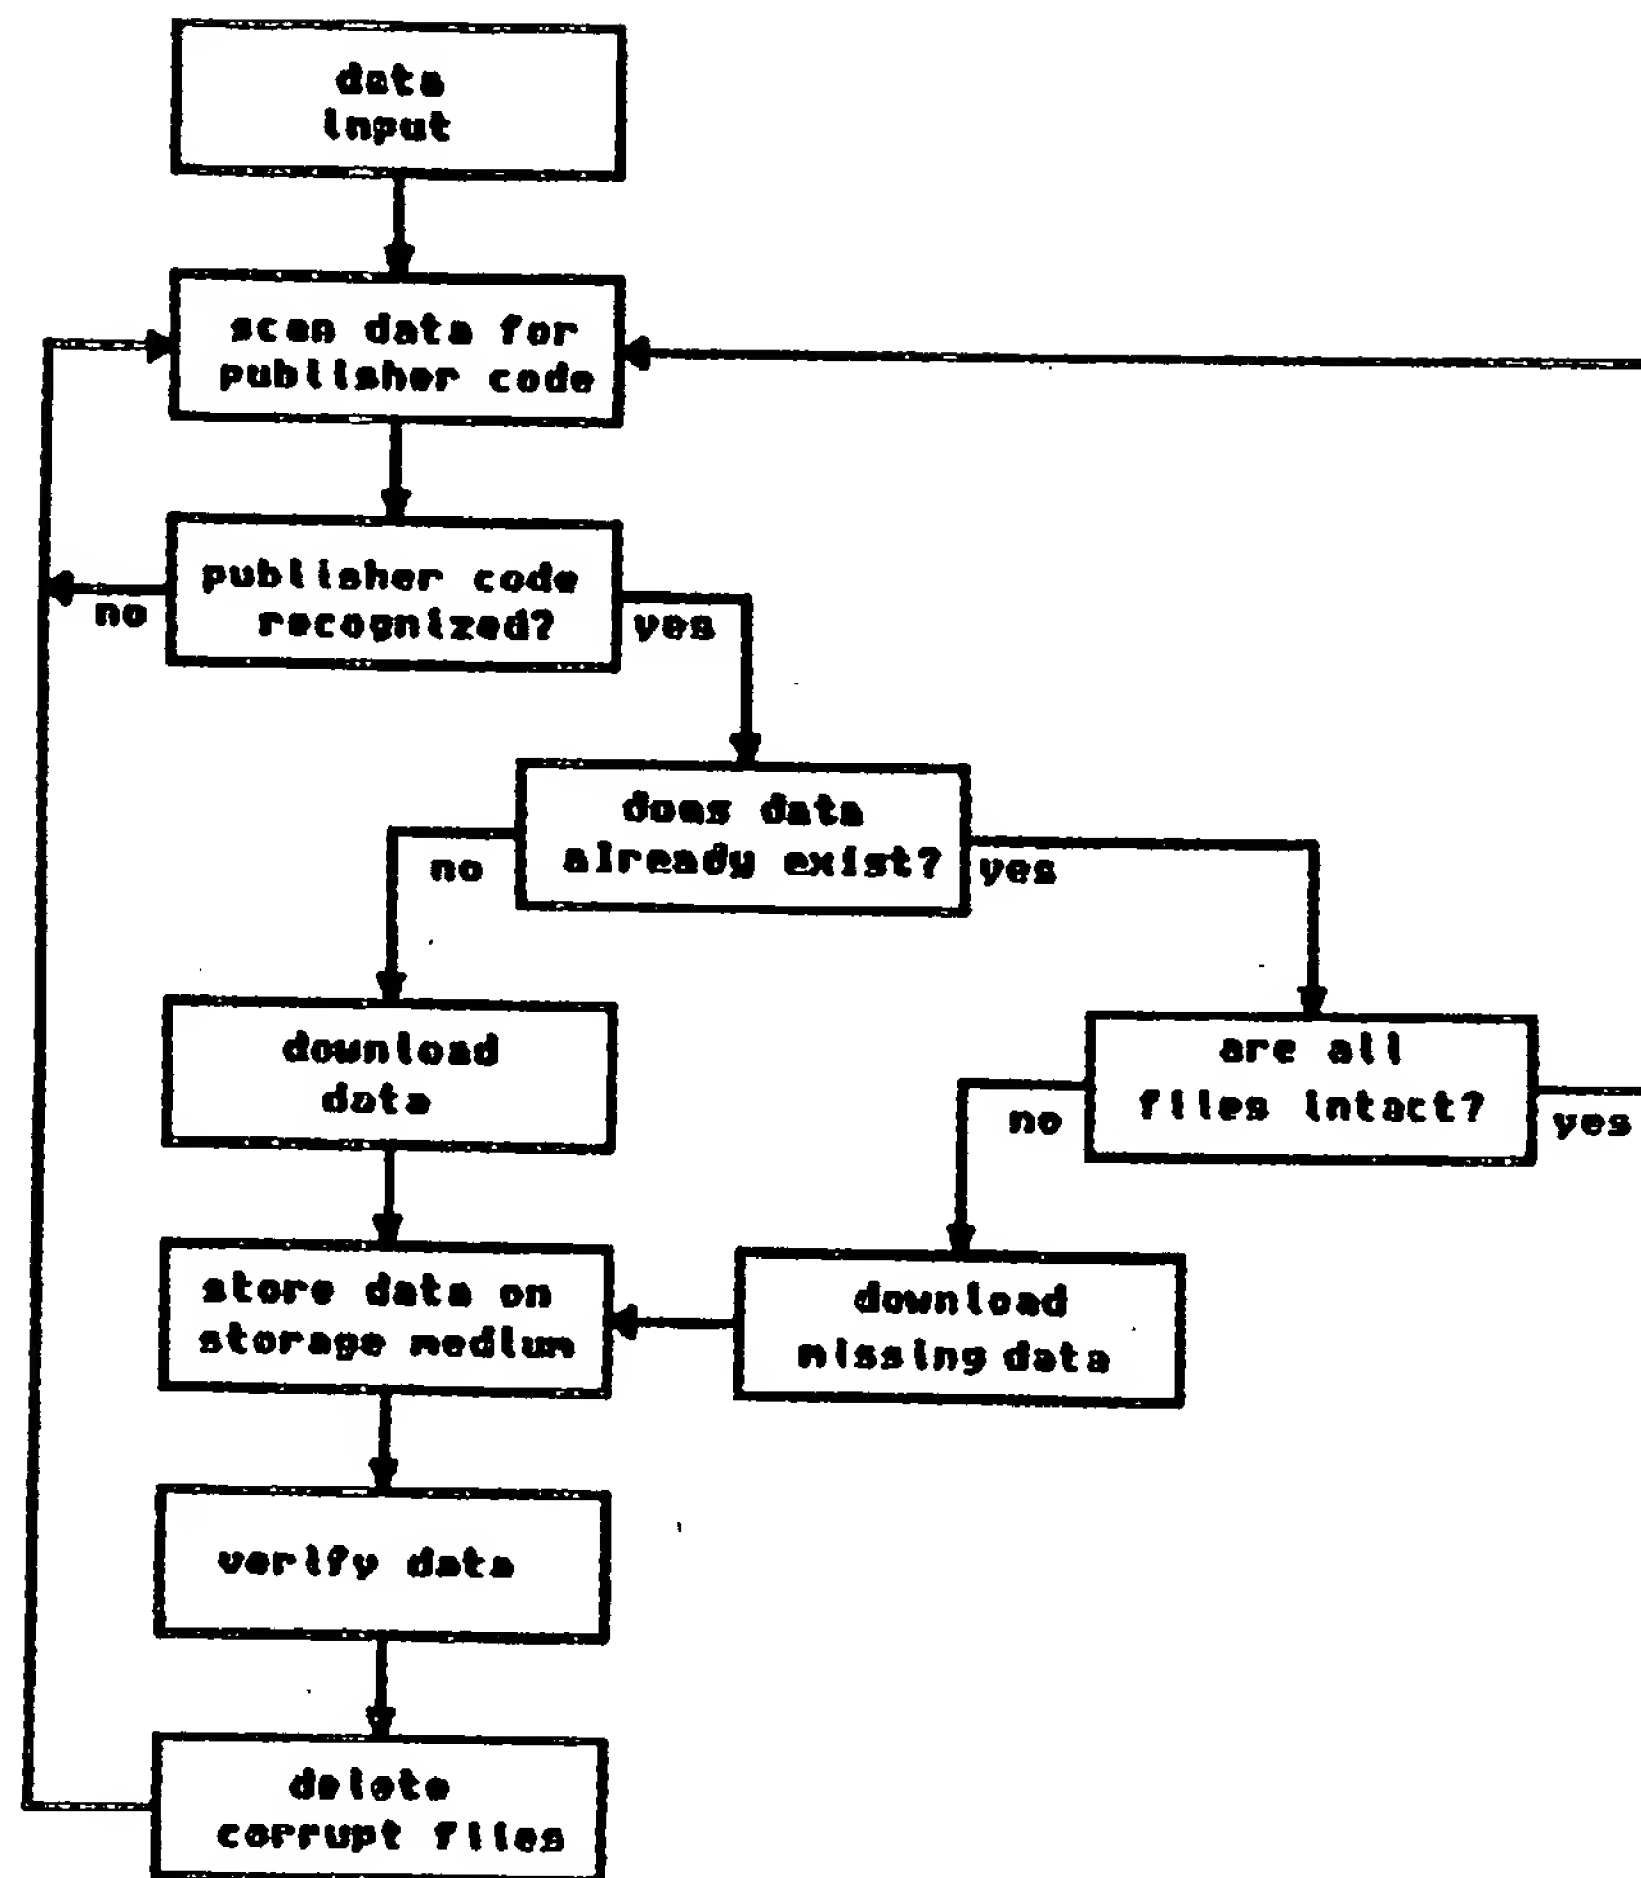 data
input
scan data for
publisher code
publisher code
recognized?
no
yes
does data
already exist?
no
yes
download
data
are all
files intact?
no
yes
store data on
storage medium
download
missing data
verify data
delete
corrupt files